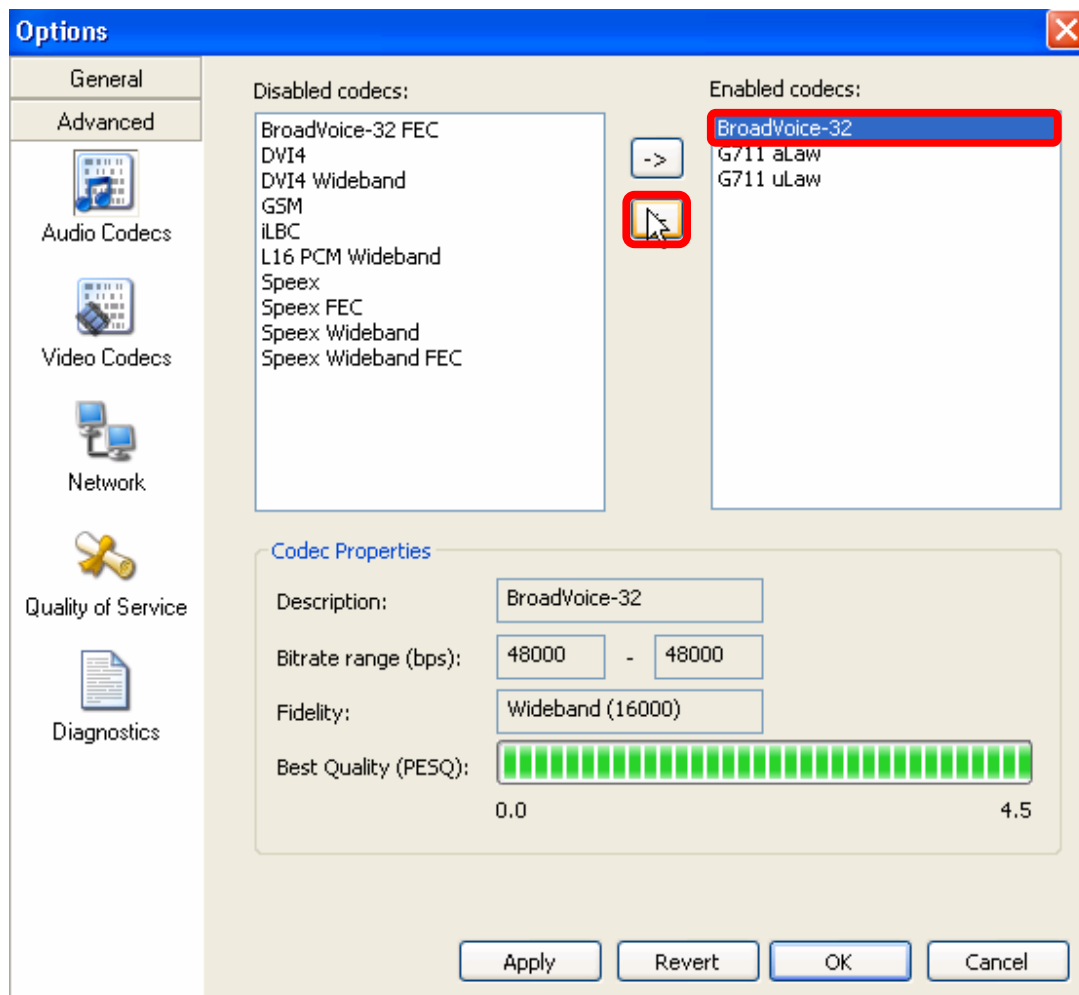 Options
General
Advanced
Audio Codecs
Video Codecs
Network
Quality of Service
Diagnostics
Disabled codecs:
BroadVoice-32 FEC
DVI4
DVI4 Wideband
GSM
iLBC
L16 PCM Wideband
Speex
Speex FEC
Speex Wideband
Speex Wideband FEC
->
Enabled codecs:
BroadVoice-32
G711 aLaw
G711 uLaw
Codec Properties
Description: BroadVoice-32
Bitrate range (bps): 48000 - 48000
Fidelity: Wideband (16000)
Best Quality (PESQ):
0.0 4.5
Apply Revert OK Cancel